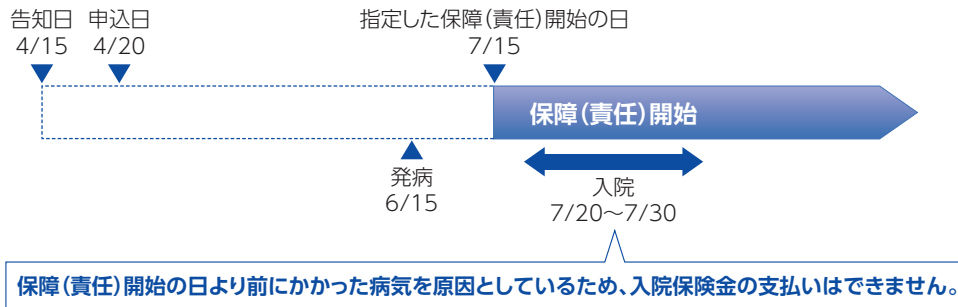 告知日 申込日 指定した保障(責任)開始の日
4/15 4/20 7/15
保障(責任)開始
発病
6/15
入院
7/20～7/30
保障(責任)開始の日より前にかかった病気を原因としているため、入院保険金の支払いはできません。